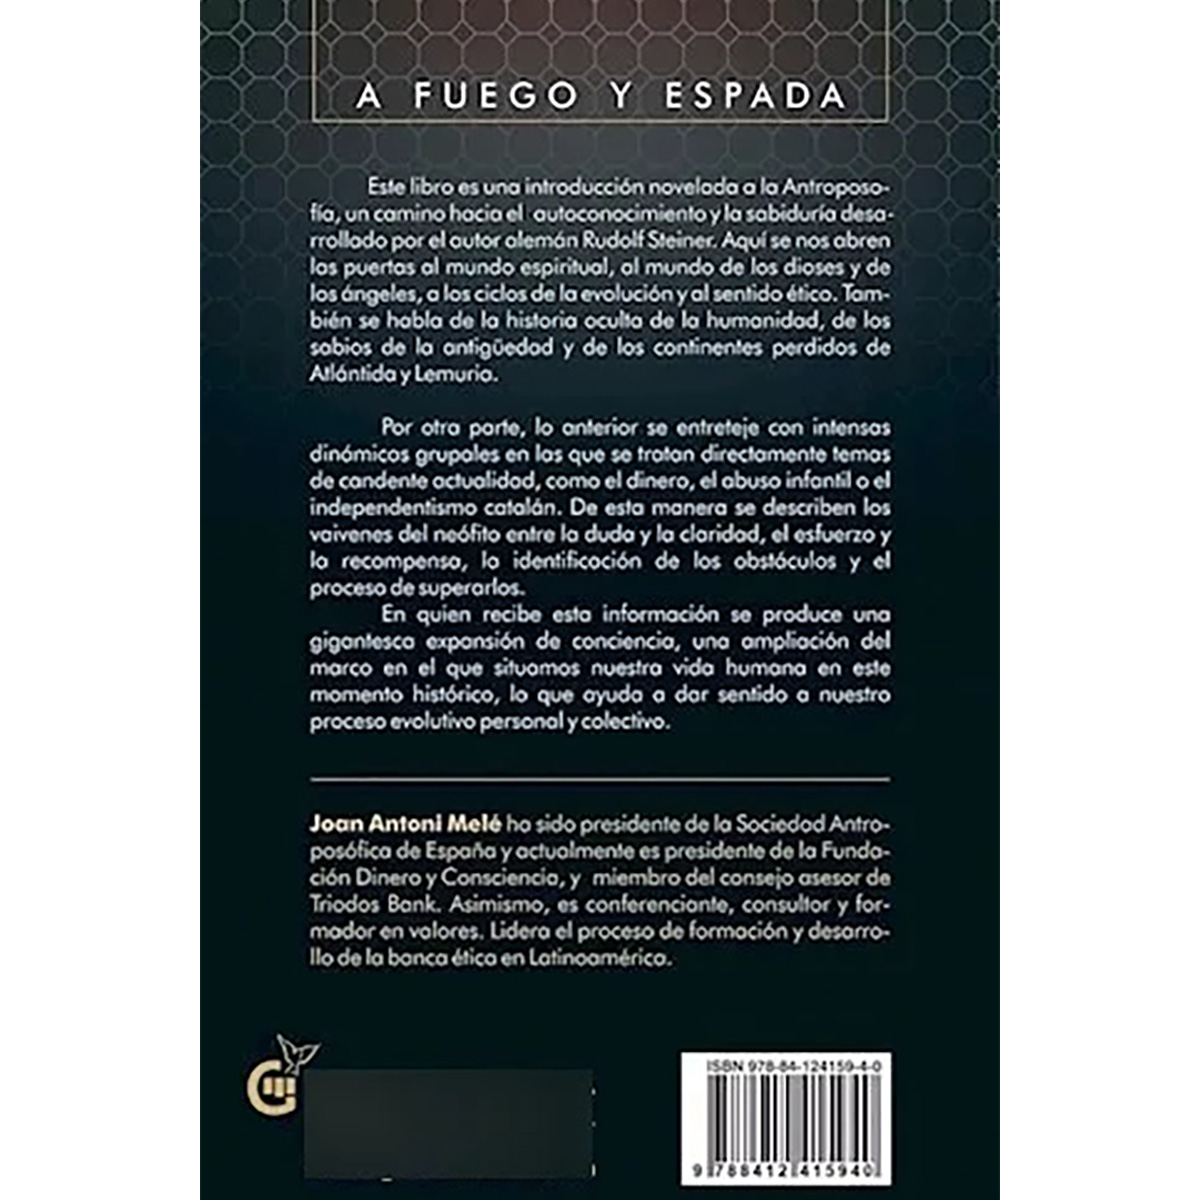 A FUEGO Y ESPADA
Este libro es una introducción novelada a la Antroposo-
fía, un camino hacia el autoconocimiento y la sabiduría desa-
rrollado por el autor alemán Rudolf Steiner. Aquí se nos abren
las puertas al mundo espiritual, al mundo de los dioses y de
los ángeles, a los ciclos de la evolución y al sentido ético. Tam-
bién se habla de la historia oculta de la humanidad, de los
sabios de la antigüedad y de los continentes perdidos de
Atlántida y Lemuria.
Por otra parte, lo anterior se entreteje con intensas
dinámicas grupales en las que se tratan directamente temas
de candente actualidad, como el dinero, el abuso infantil o el
independentismo catalán. De esta manera se describen los
vaivenes del neófito entre la duda y la claridad, el esfuerzo y
la recompensa, la identificación de los obstáculos y el
proceso de superarlos.
En quien recibe esta información se produce una
gigantesca expansión de conciencia, una ampliación del
marco en el que situamos nuestra vida humana en este
momento histórico, lo que ayuda a dar sentido a nuestro
proceso evolutivo personal y colectivo.
Joan Antoni Melé ha sido presidente de la Sociedad Antro-
posófica de España y actualmente es presidente de la Funda-
ción Dinero y Consciencia, y miembro del consejo asesor de
Triodos Bank. Asimismo, es conferenciante, consultor y for-
mador en valores. Lidera el proceso de formación y desarro-
llo de la banca ética en Latinoamérica.
ISBN 978-84-124159-4-0
9 788412 415940